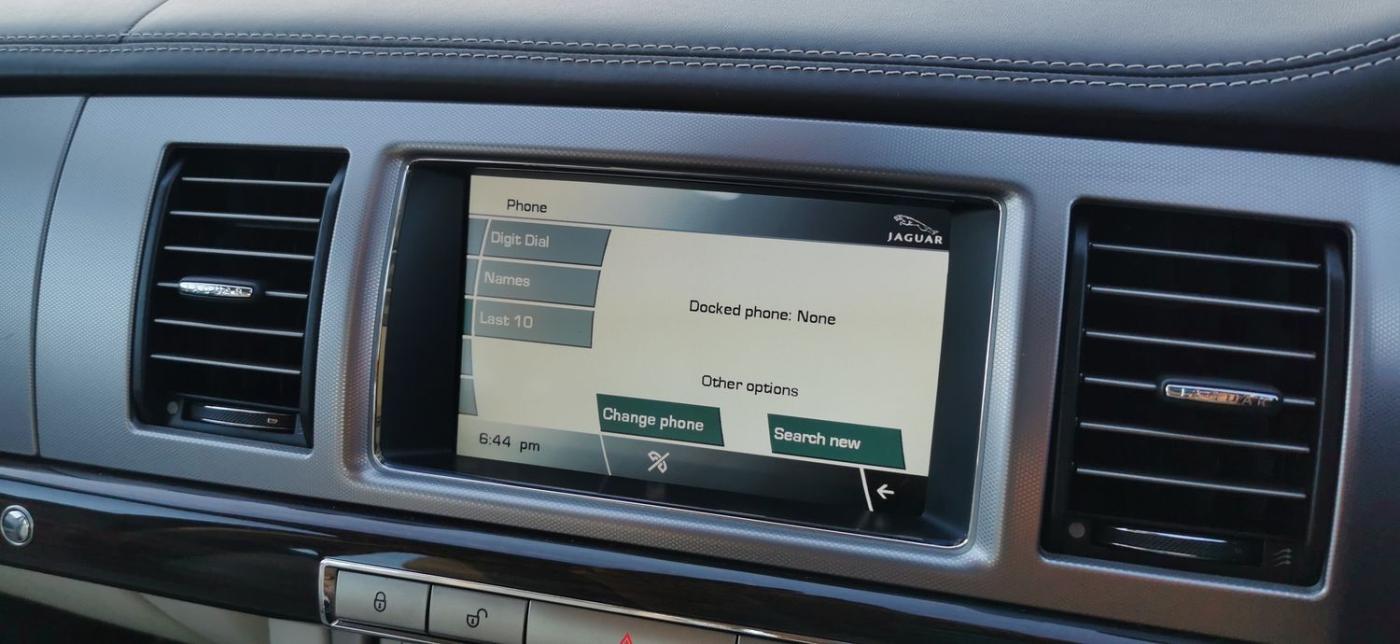 Phone
JAGUAR
Digit Dial
Names
Last 10
Docked phone: None
Other options
Change phone
Search new
6:44 pm
JAGUAR